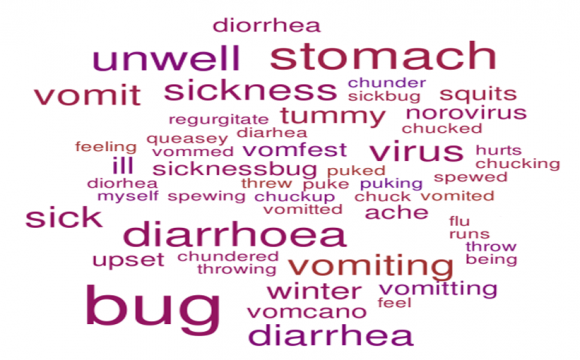 diorrhea
unwell stomach
vomit sickness chunder squits
sickbug
regurgitate tummy norovirus
queasey diarhea chucked
feeling vommed vomfest virus hurts
ill sicknessbug puked chucking
diorhea threw puke puking spewed
myself spewing chuckup chuck vomited
sick vomitted ache flu
diarrhoea runs
upset chundered throw
throwing vomiting being
bug winter vomitting
vomcano feel
diarrhea